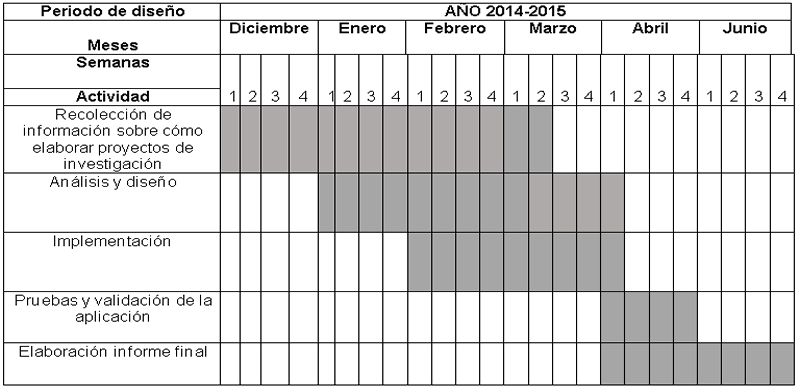 Periodo de diseño AÑO 2014-2015
Meses Diciembre Enero Febrero Marzo Abril Junio
Semanas
Actividad 1 2 3 4 1 2 3 4 1 2 3 4 1 2 3 4 1 2 3 4 1 2 3 4
Recolección de
información sobre cómo
elaborar proyectos de
investigación
Análisis y diseño
Implementación
Pruebas y validación de la
aplicación
Elaboración informe final